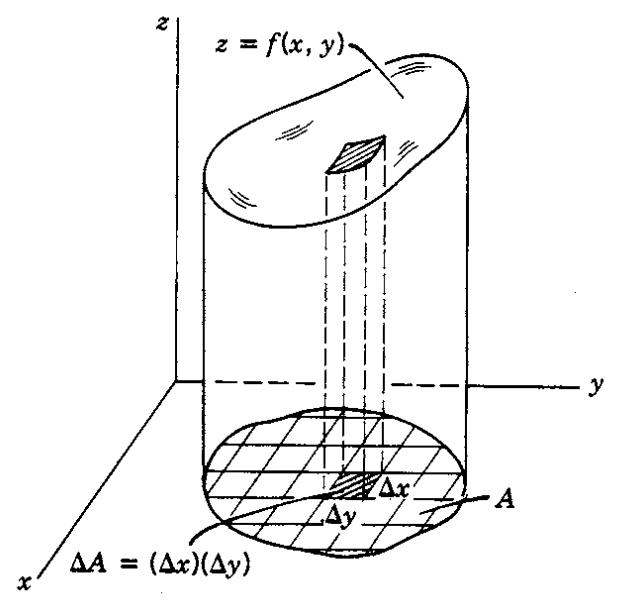 z
z = f(x, y)
y
Δx
A
Δy
ΔA = (Δx)(Δy)
x